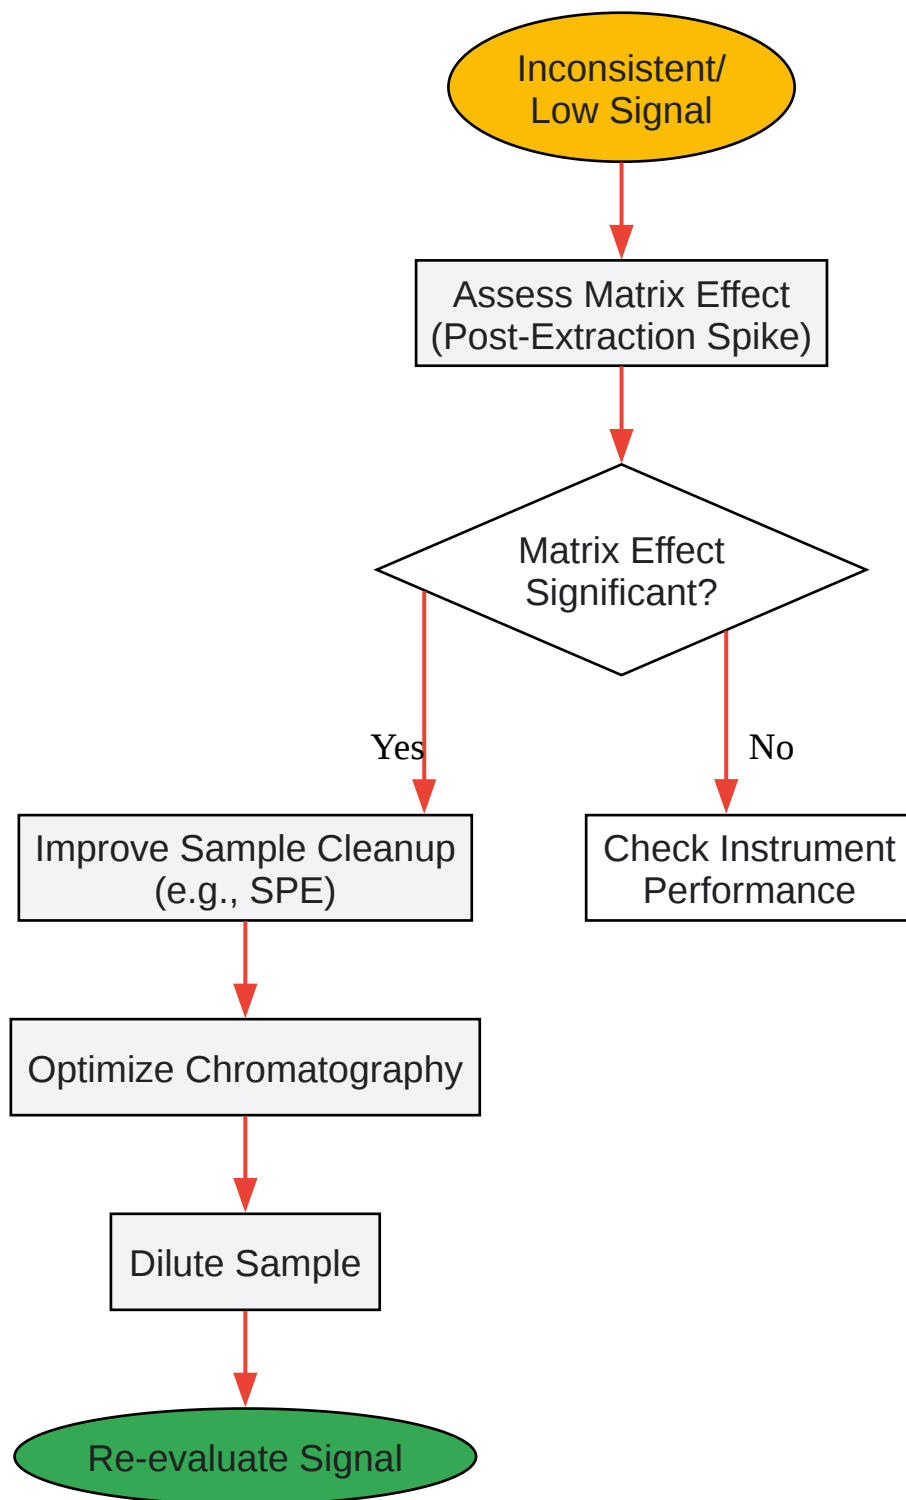 Inconsistent/
Low Signal
Assess Matrix Effect
(Post-Extraction Spike)
Matrix Effect
Significant?
Yes
No
Improve Sample Cleanup
(e.g., SPE)
Check Instrument
Performance
Optimize Chromatography
Dilute Sample
Re-evaluate Signal